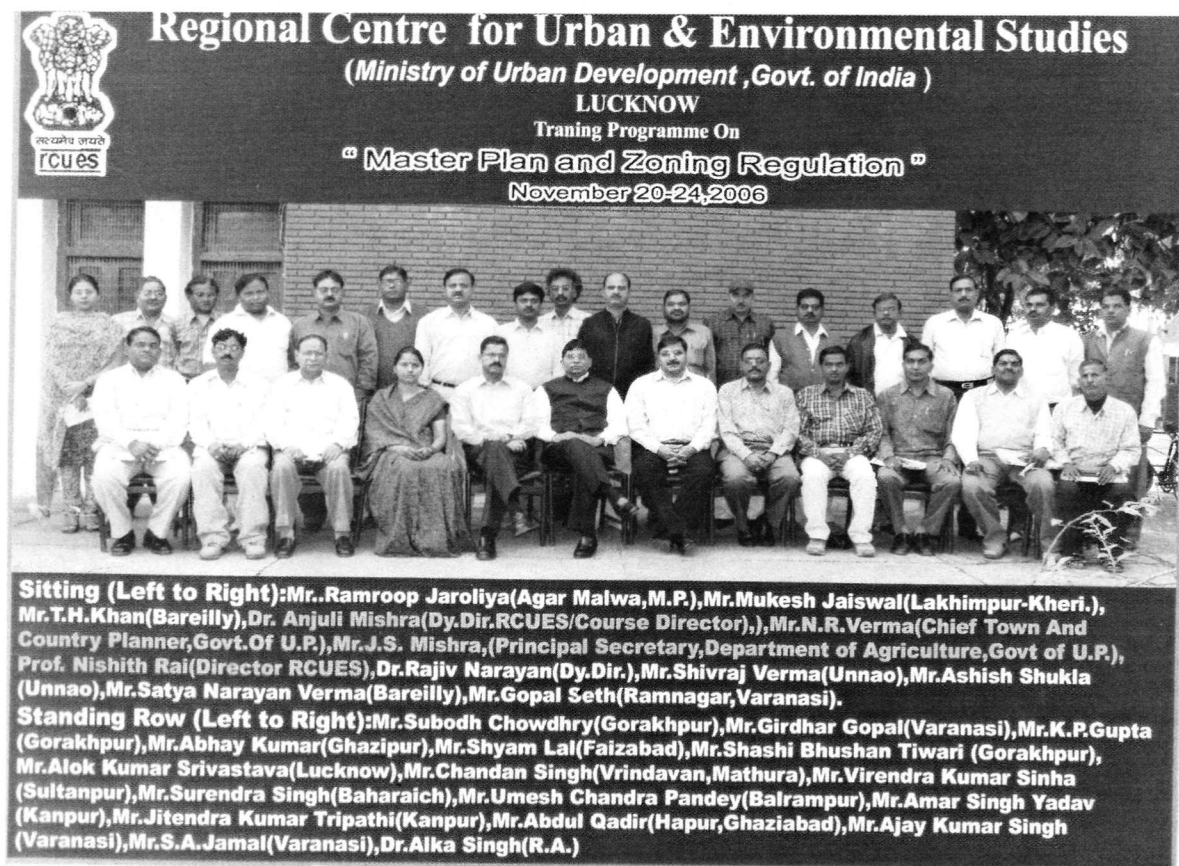 Regional Centre for Urban & Environmental Studies
(Ministry of Urban Development ,Govt. of India )
LUCKNOW
Traning Programme On
“ Master Plan and Zoning Regulation ”
November 20-24,2006
सत्यमेव जयते
rcues
Sitting (Left to Right):Mr..Ramroop Jaroliya(Agar Malwa,M.P.),Mr.Mukesh Jaiswal(Lakhimpur-Kheri.),
Mr.T.H.Khan(Bareilly),Dr. Anjuli Mishra(Dy.Dir.RCUES/Course Director),),Mr.N.R.Verma(Chief Town And
Country Planner,Govt.Of U.P.),Mr.J.S. Mishra,(Principal Secretary,Department of Agriculture,Govt of U.P.),
Prof. Nishith Rai(Director RCUES),Dr.Rajiv Narayan(Dy.Dir.),Mr.Shivraj Verma(Unnao),Mr.Ashish Shukla
(Unnao),Mr.Satya Narayan Verma(Bareilly),Mr.Gopal Seth(Ramnagar,Varanasi).
Standing Row (Left to Right):Mr.Subodh Chowdhry(Gorakhpur),Mr.Girdhar Gopal(Varanasi),Mr.K.P.Gupta
(Gorakhpur),Mr.Abhay Kumar(Ghazipur),Mr.Shyam Lal(Faizabad),Mr.Shashi Bhushan Tiwari (Gorakhpur),
Mr.Alok Kumar Srivastava(Lucknow),Mr.Chandan Singh(Vrindavan,Mathura),Mr.Virendra Kumar Sinha
(Sultanpur),Mr.Surendra Singh(Baharaich),Mr.Umesh Chandra Pandey(Balrampur),Mr.Amar Singh Yadav
(Kanpur),Mr.Jitendra Kumar Tripathi(Kanpur),Mr.Abdul Qadir(Hapur,Ghaziabad),Mr.Ajay Kumar Singh
(Varanasi),Mr.S.A.Jamal(Varanasi),Dr.Alka Singh(R.A.)